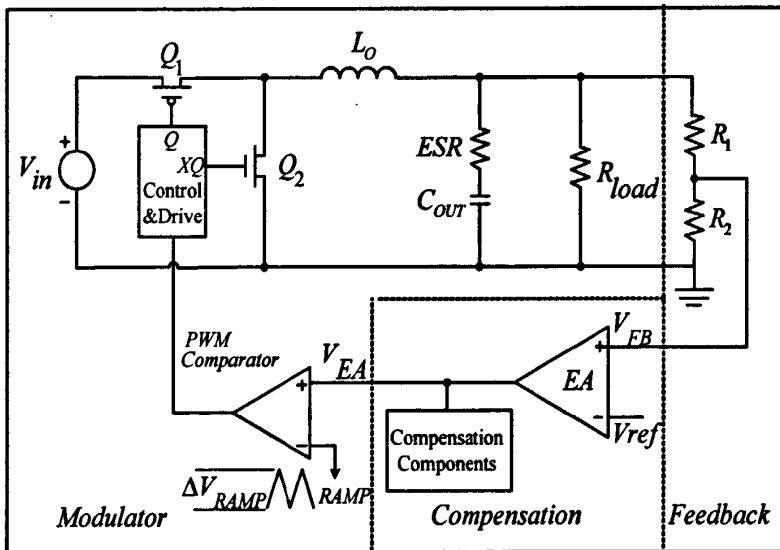 Q1
LO
Vin
+
-
Q
XQ
Control
&Drive
Q2
ESR
COUT
Rload
R1
R2
PWM
Comparator
VEA
+
-
VFB
+
EA
-
Vref
Compensation
Components
ΔVRAMP
RAMP
Modulator
Compensation
Feedback